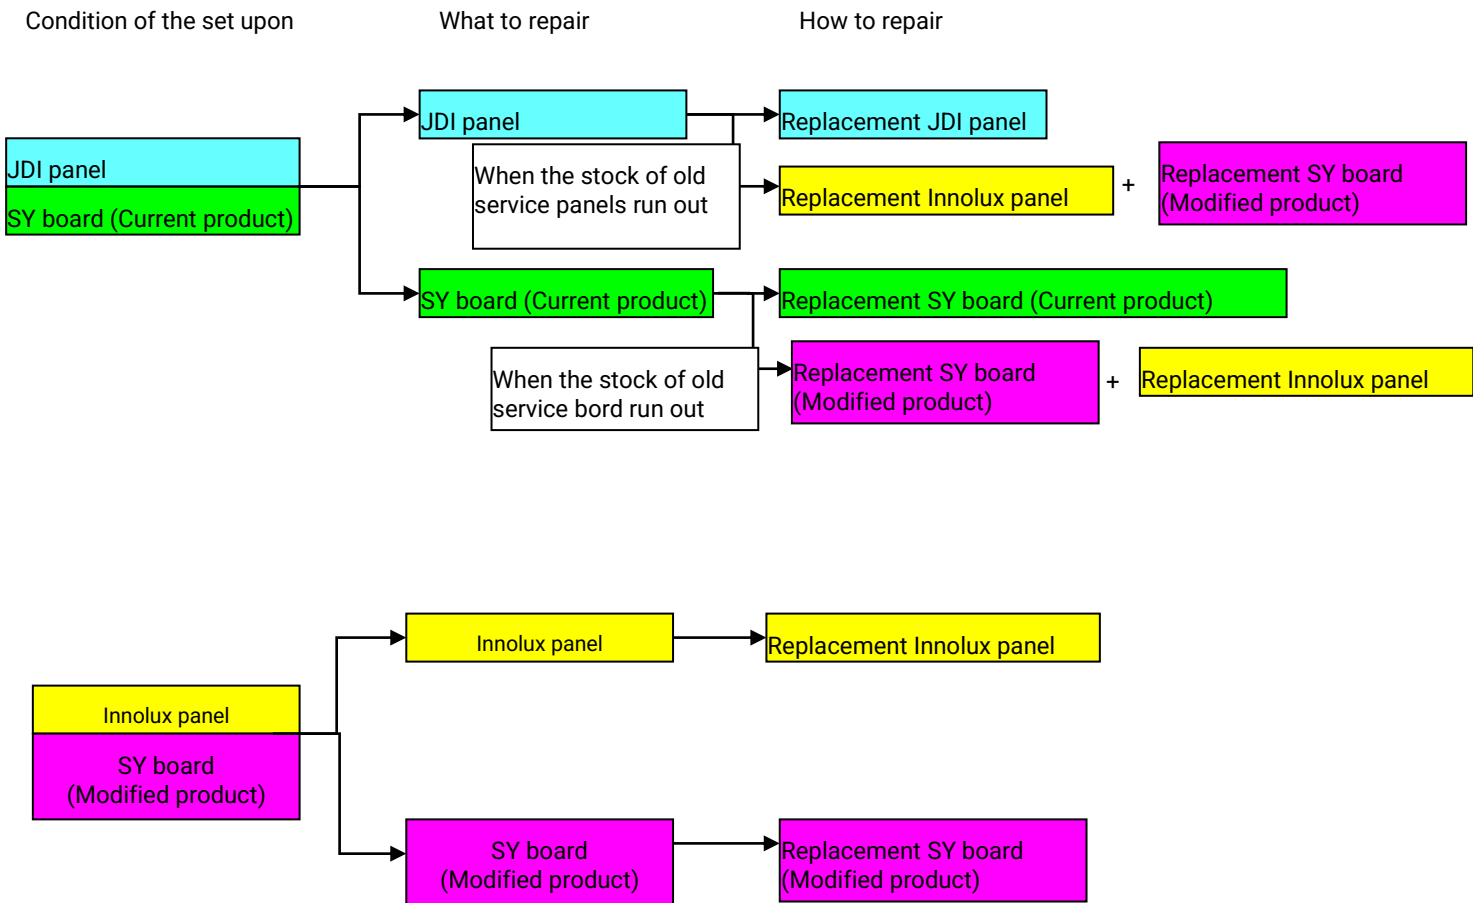 Condition of the set upon
What to repair
How to repair
JDI panel
SY board (Current product)
JDI panel
When the stock of old
service panels run out
Replacement JDI panel
Replacement Innolux panel
+
Replacement SY board
(Modified product)
SY board (Current product)
When the stock of old
service bord run out
Replacement SY board (Current product)
Replacement SY board
(Modified product)
+
Replacement Innolux panel
Innolux panel
SY board
(Modified product)
Innolux panel
Replacement Innolux panel
SY board
(Modified product)
Replacement SY board
(Modified product)